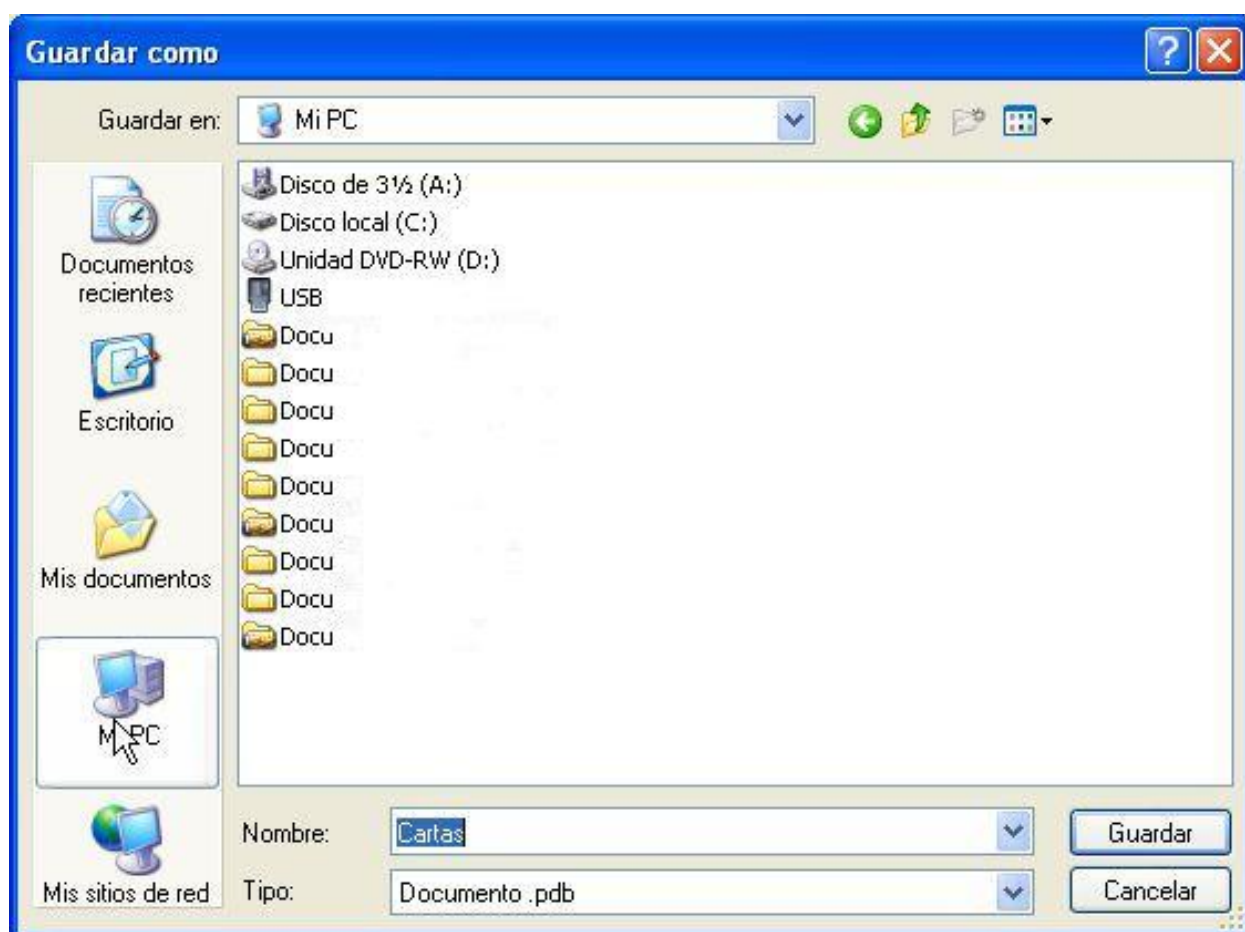 Guardar como
Guardar en:
Mi PC
Documentos
recientes
Escritorio
Mis documentos
Mi PC
Mis sitios de red
Disco de 3½ (A:)
Disco local (C:)
Unidad DVD-RW (D:)
USB
Docu
Docu
Docu
Docu
Docu
Docu
Docu
Docu
Docu
Nombre:
Cartas
Guardar
Tipo:
Documento .pdb
Cancelar